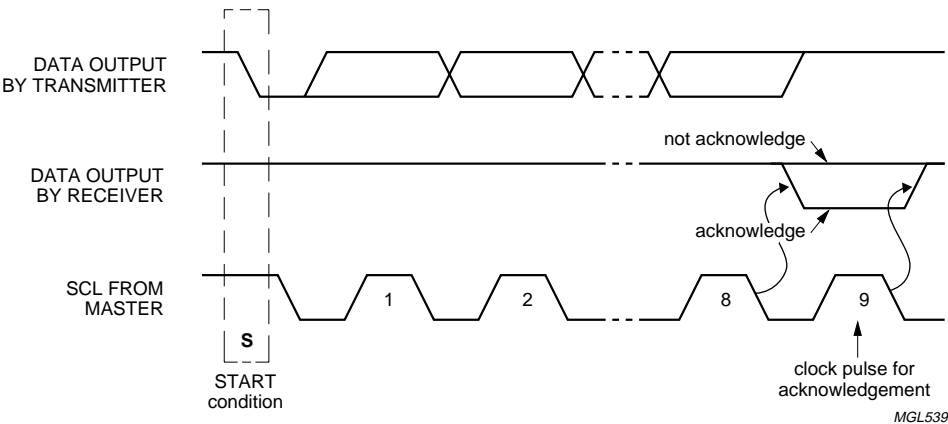 DATA OUTPUT
BY TRANSMITTER
not acknowledge
DATA OUTPUT
BY RECEIVER
acknowledge
SCL FROM
MASTER
1
2
8
9
S
START
condition
clock pulse for
acknowledgement
MGL539